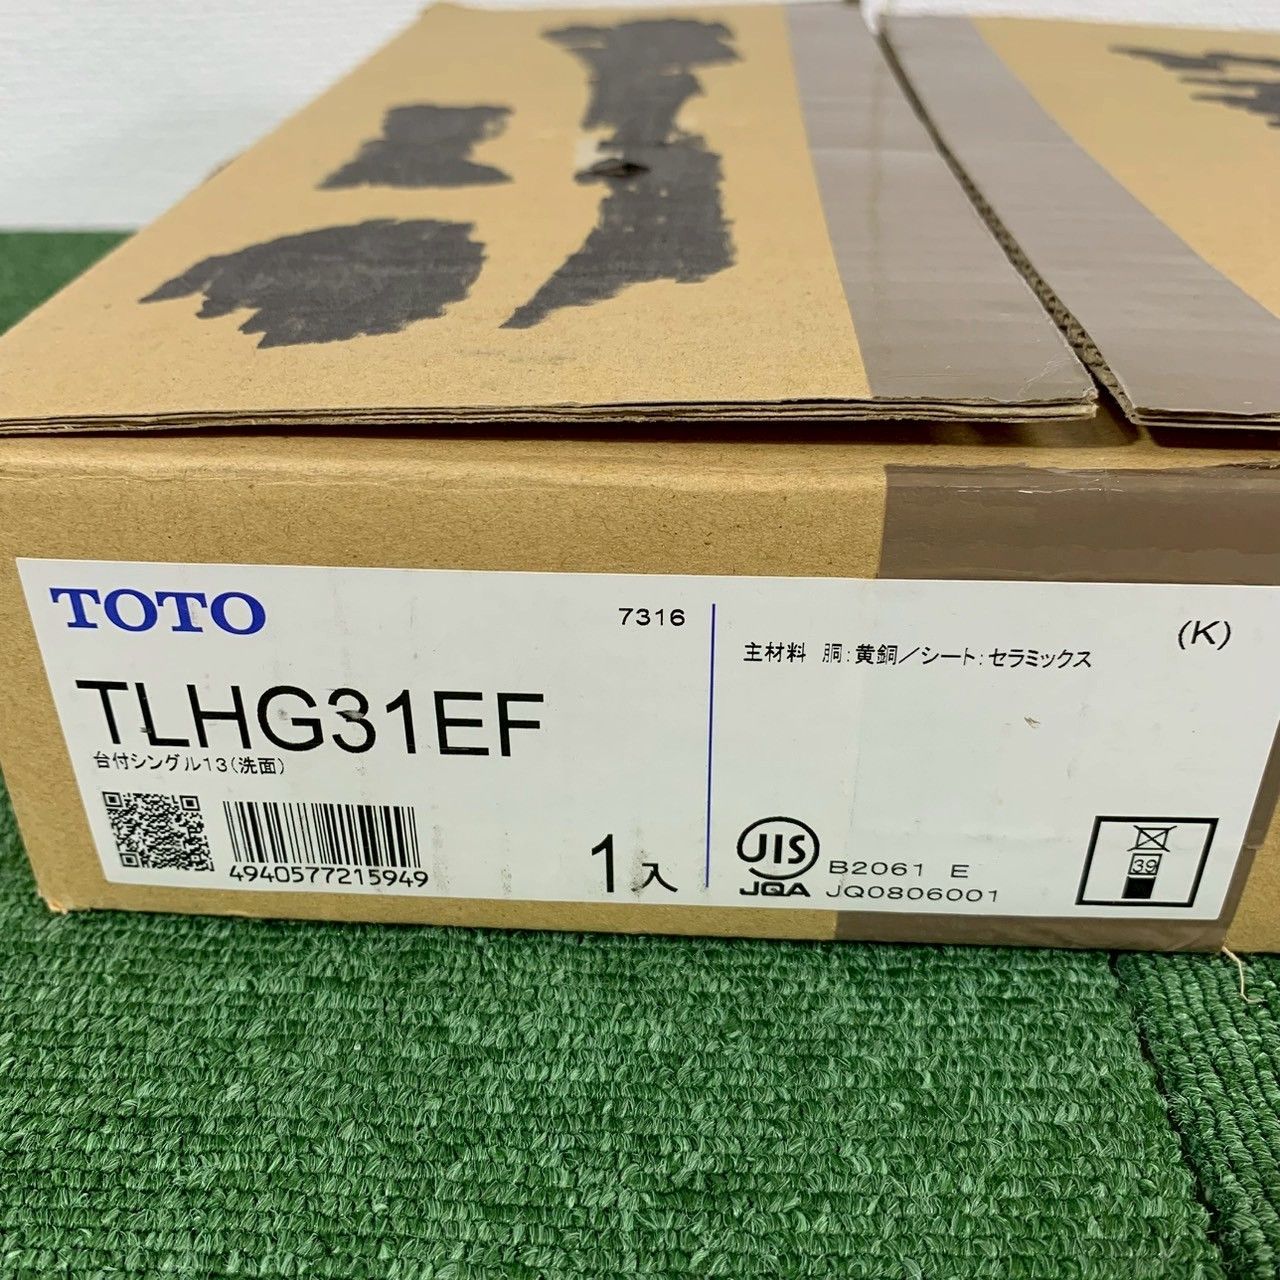 TOTO
7316
TLHG31EF
台付シングル13(洗面)
4940577215949
1入
主材料 胴:黄銅/シート:セラミックス
(K)
JIS
JQA
B2061 E
JQ0806001
39